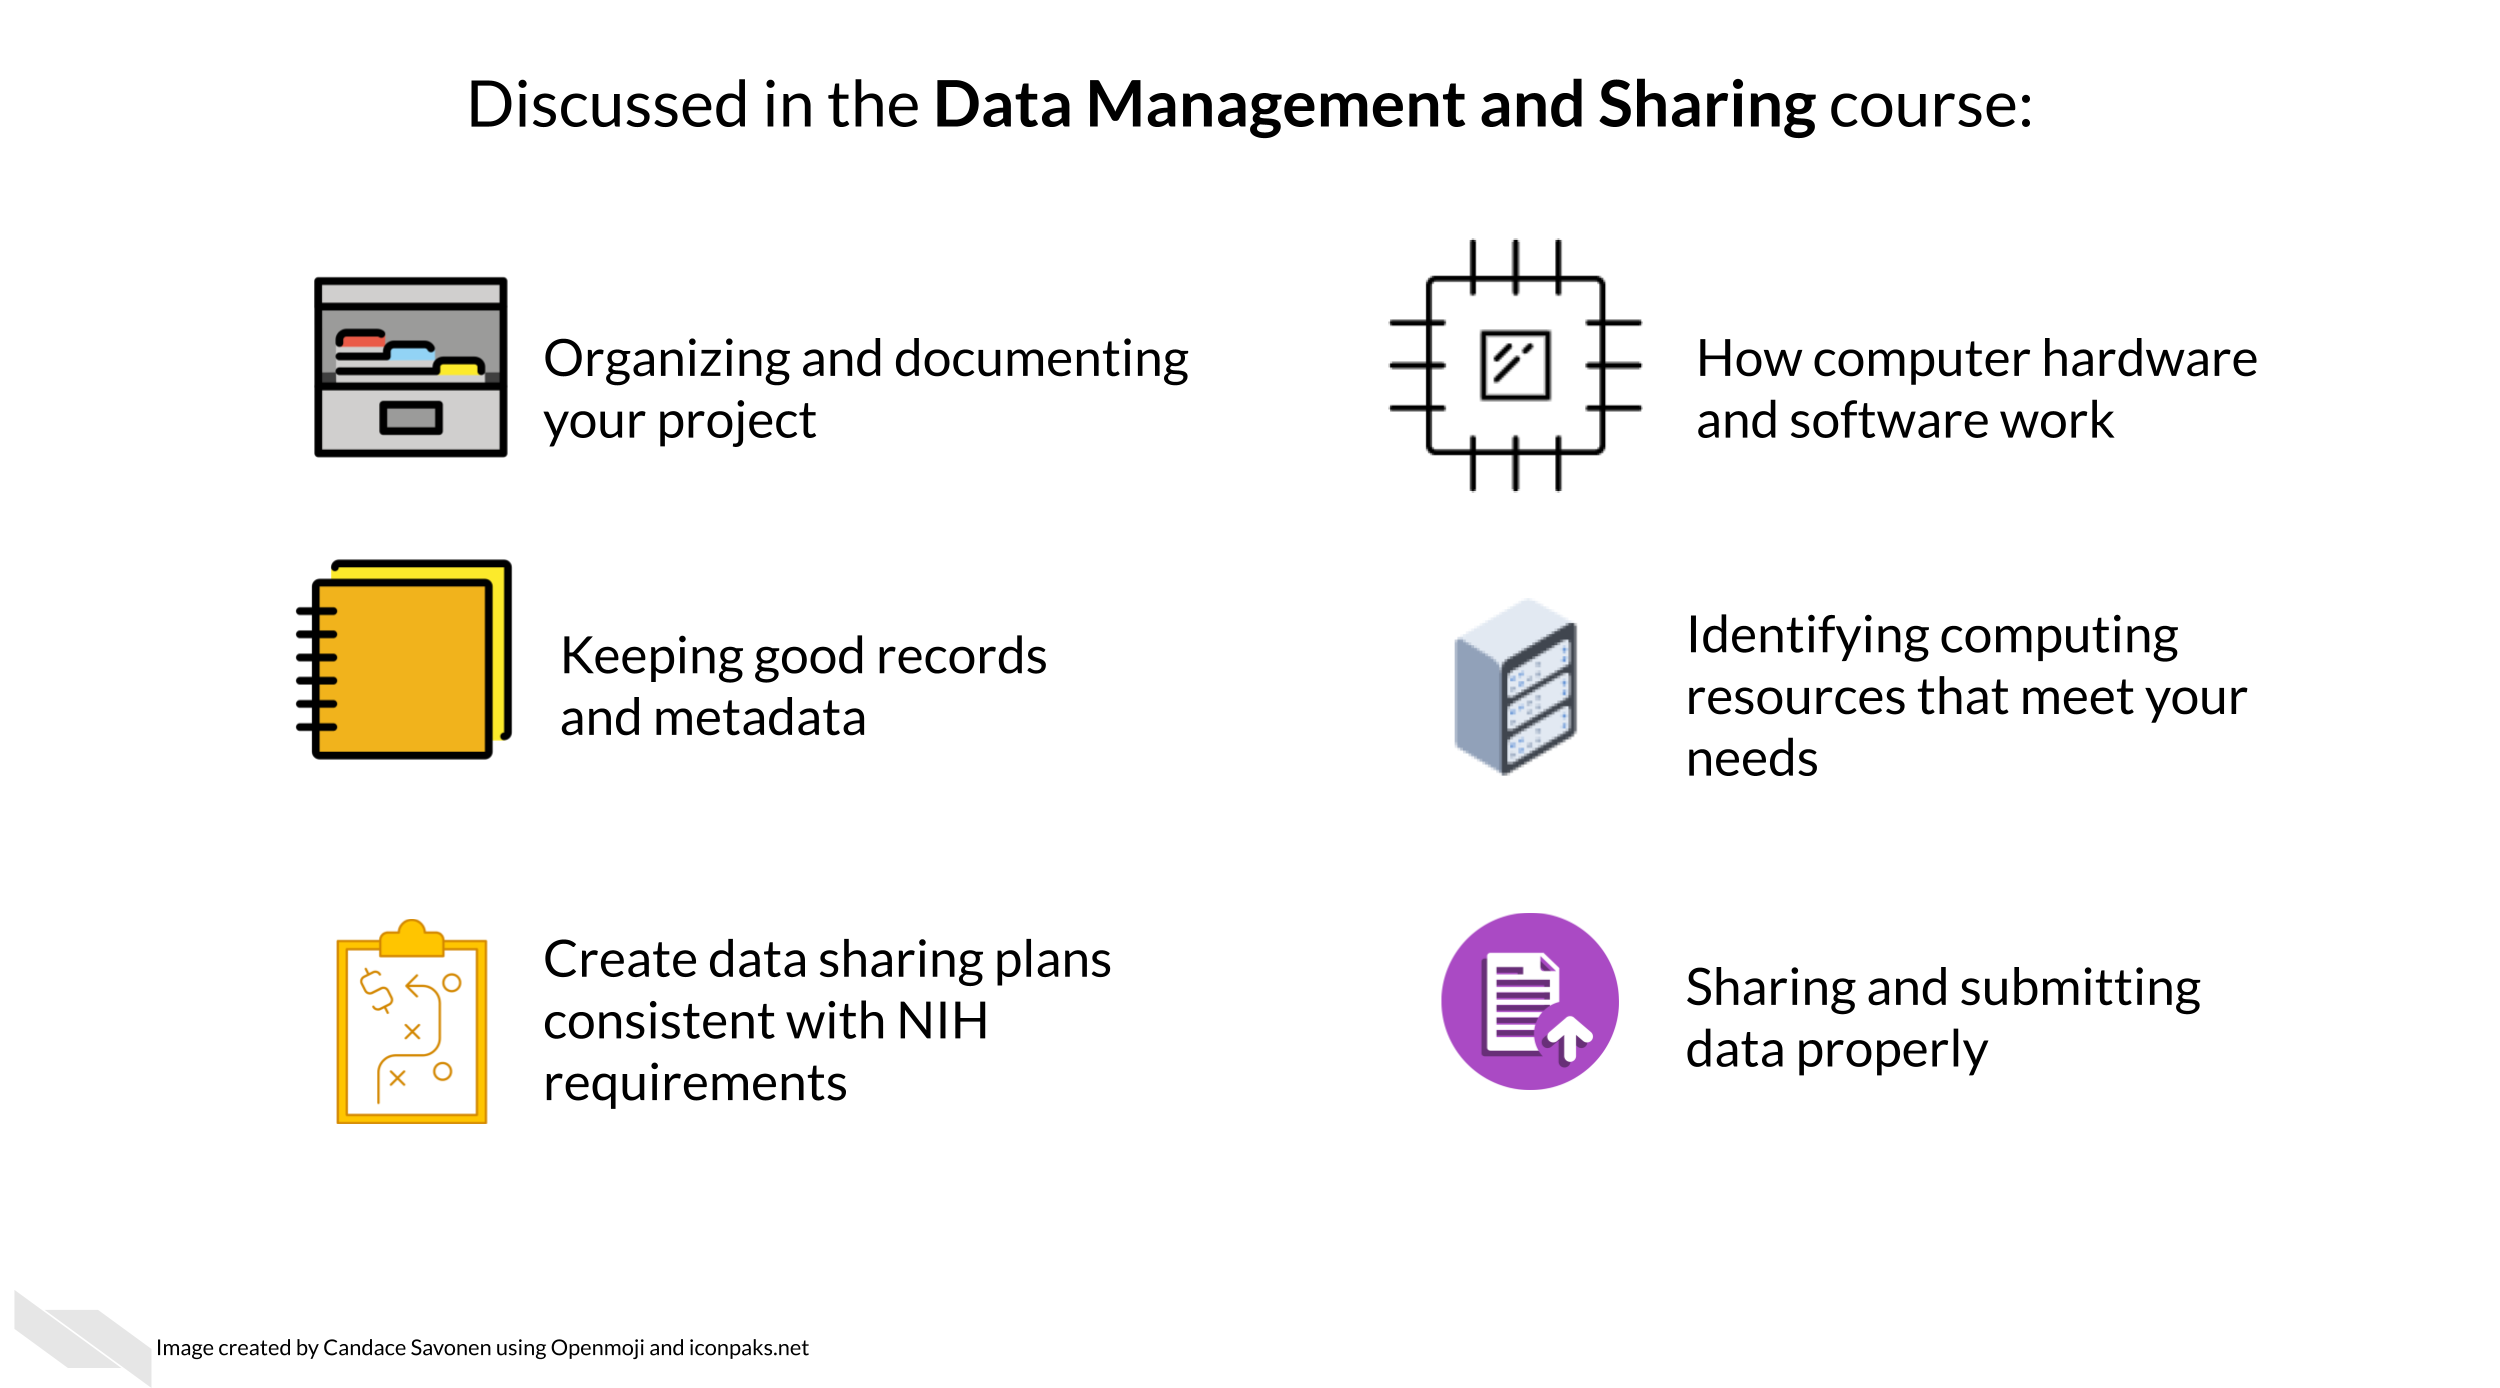 Discussed in the Data Management and Sharing course:
Organizing and documenting
your project
How computer hardware
and software work
Keeping good records
and metadata
Identifying computing
resources that meet your
needs
Create data sharing plans
consistent with NIH
requirements
Sharing and submitting
data properly
Image created by Candace Savonen using Openmoji and iconpaks.net